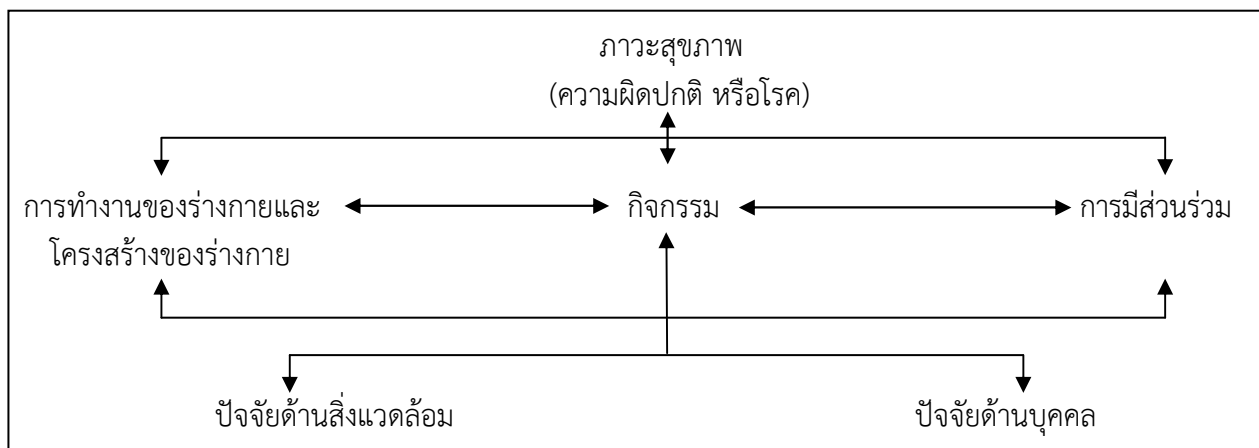 ภาวะสุขภาพ
(ความผิดปกติ หรือโรค)
การทำงานของร่างกายและ
โครงสร้างของร่างกาย
กิจกรรม
การมีส่วนร่วม
ปัจจัยด้านสิ่งแวดล้อม
ปัจจัยด้านบุคคล